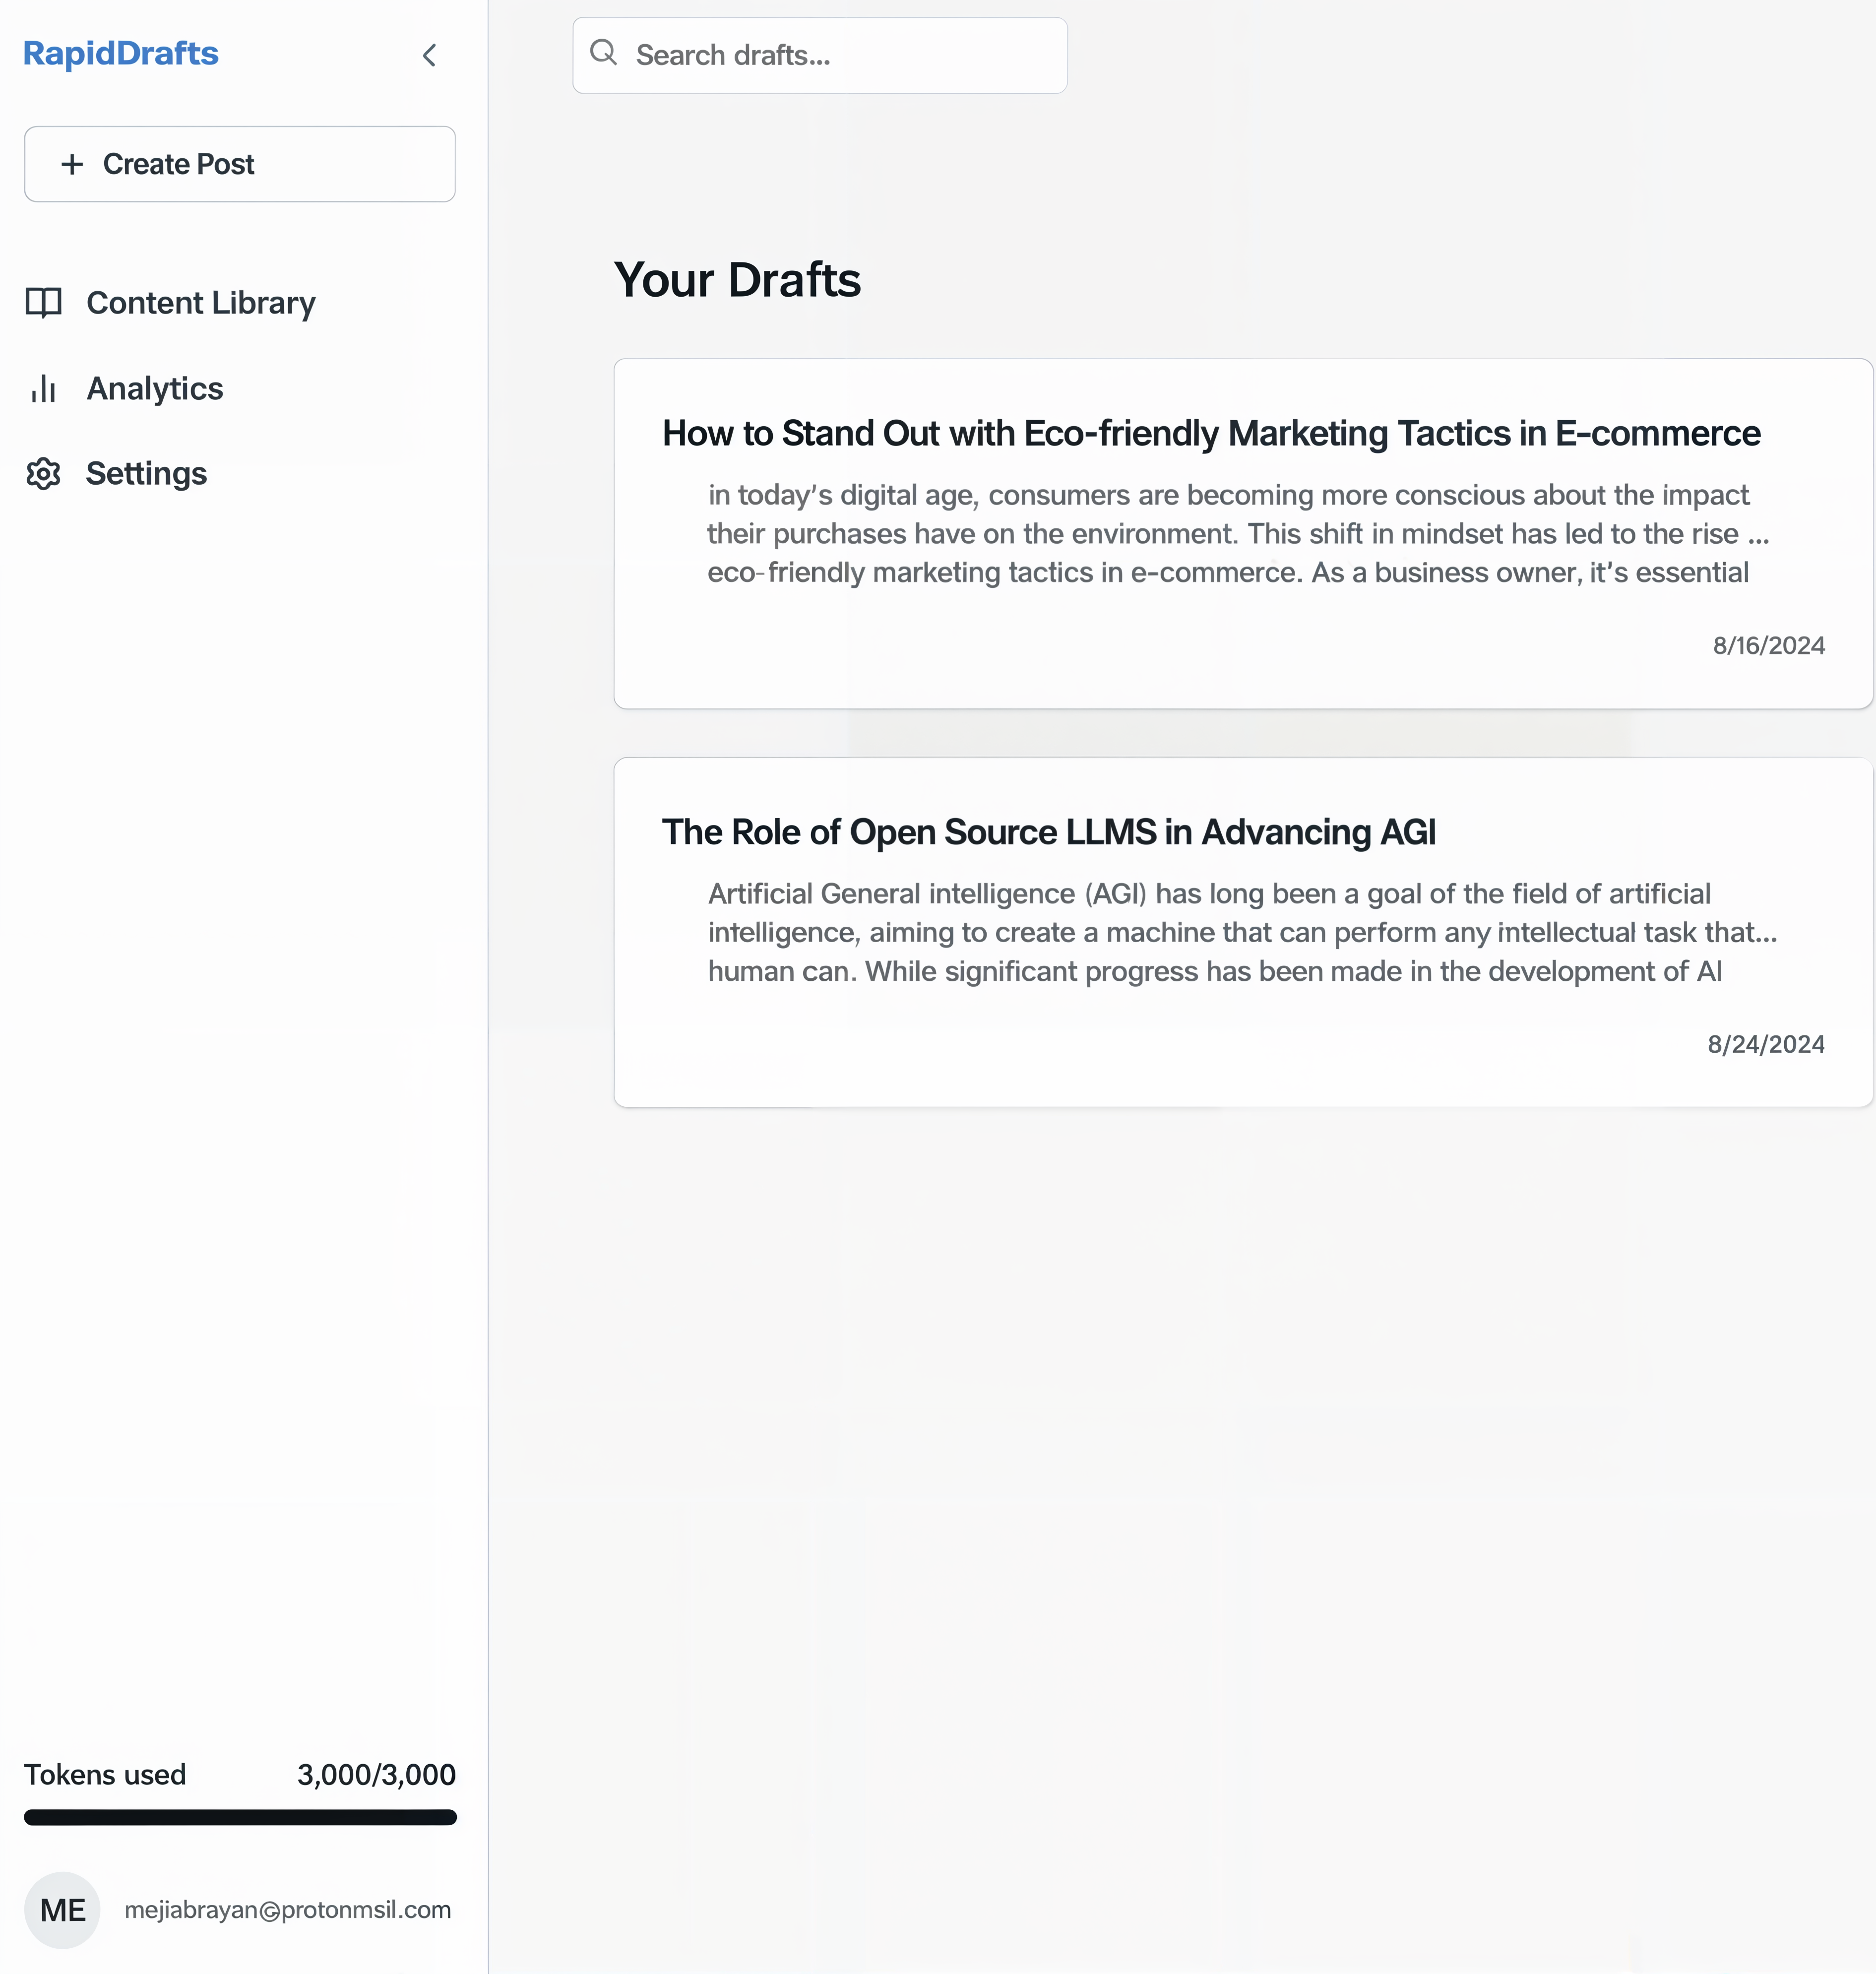 RapidDrafts
Create Post
Content Library
Analytics
Settings
Tokens used 3,000/3,000
ME mejiabrayan@protonmsil.com
Search drafts...
Your Drafts
How to Stand Out with Eco-friendly Marketing Tactics in E-commerce
in today's digital age, consumers are becoming more conscious about the impact
their purchases have on the environment. This shift in mindset has led to the rise ...
eco-friendly marketing tactics in e-commerce. As a business owner, it's essential
8/16/2024
The Role of Open Source LLMS in Advancing AGI
Artificial General intelligence (AGI) has long been a goal of the field of artificial
intelligence, aiming to create a machine that can perform any intellectual task that...
human can. While significant progress has been made in the development of AI
8/24/2024